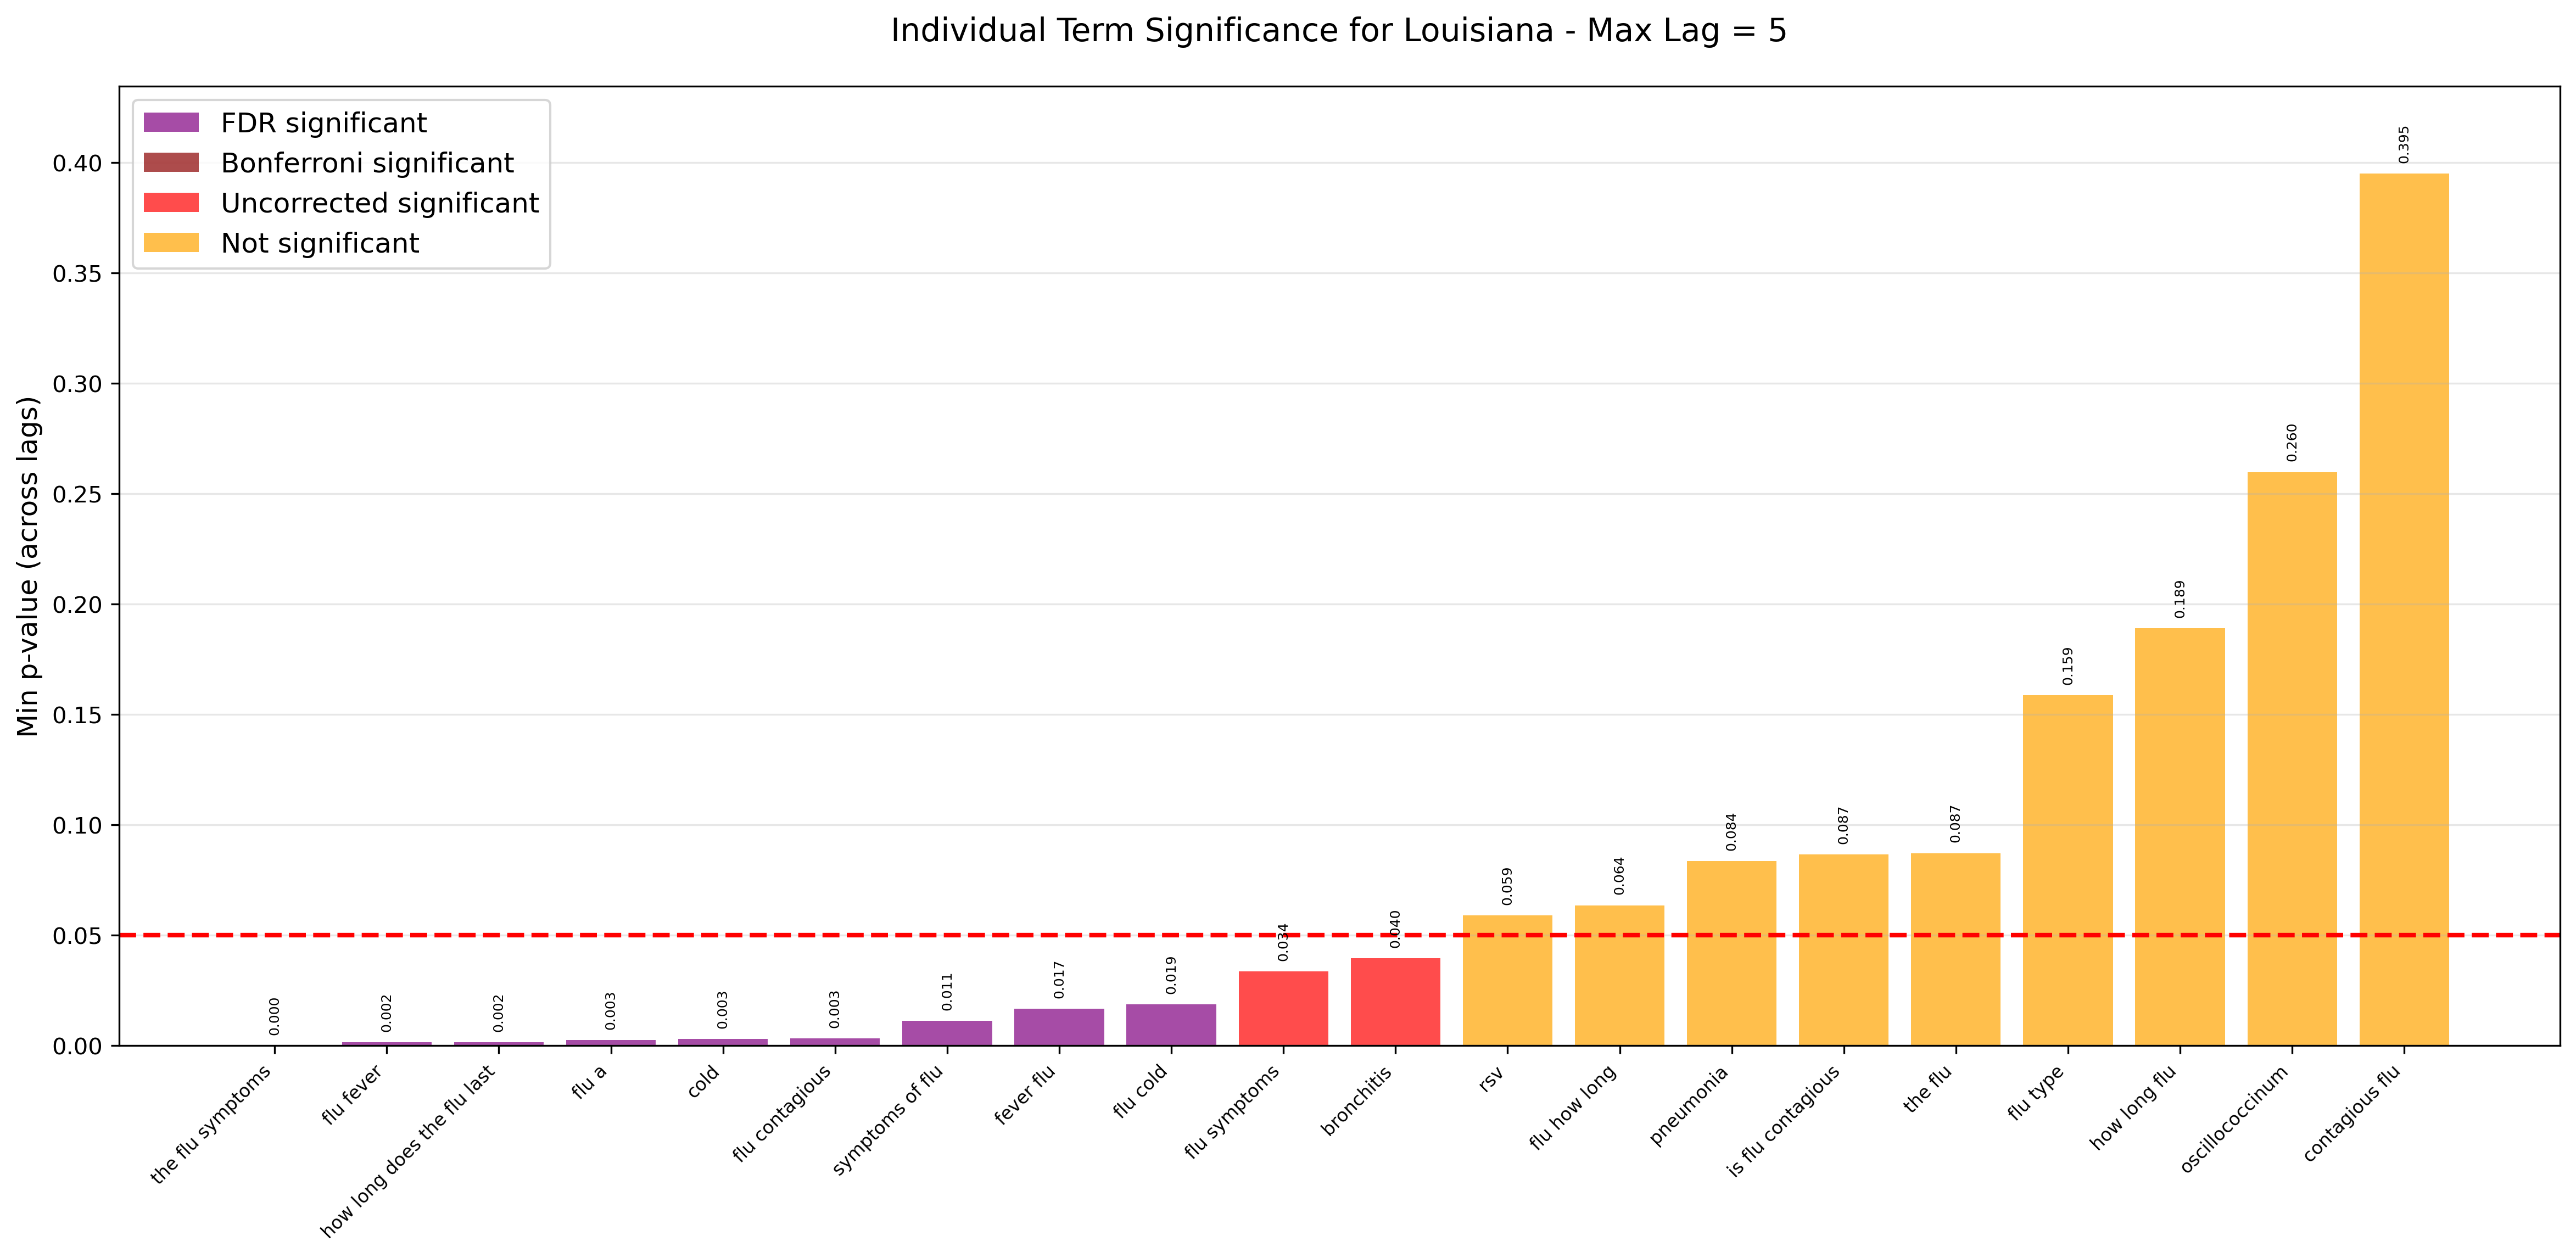 Individual Term Significance for Louisiana - Max Lag = 5
FDR significant
Bonferroni significant
Uncorrected significant
Not significant
Min p-value (across lags)
0.40
0.35
0.30
0.25
0.20
0.15
0.10
0.05
0.00
0.000
0.002
0.002
0.003
0.003
0.003
0.011
0.017
0.019
0.034
0.040
0.059
0.064
0.084
0.087
0.087
0.159
0.189
0.260
0.395
the flu symptoms
flu fever
how long does the flu last
flu a
cold
flu contagious
symptoms of flu
fever flu
flu cold
flu symptoms
bronchitis
rsv
flu how long
pneumonia
is flu contagious
the flu
flu type
how long flu
oscillococcinum
contagious flu